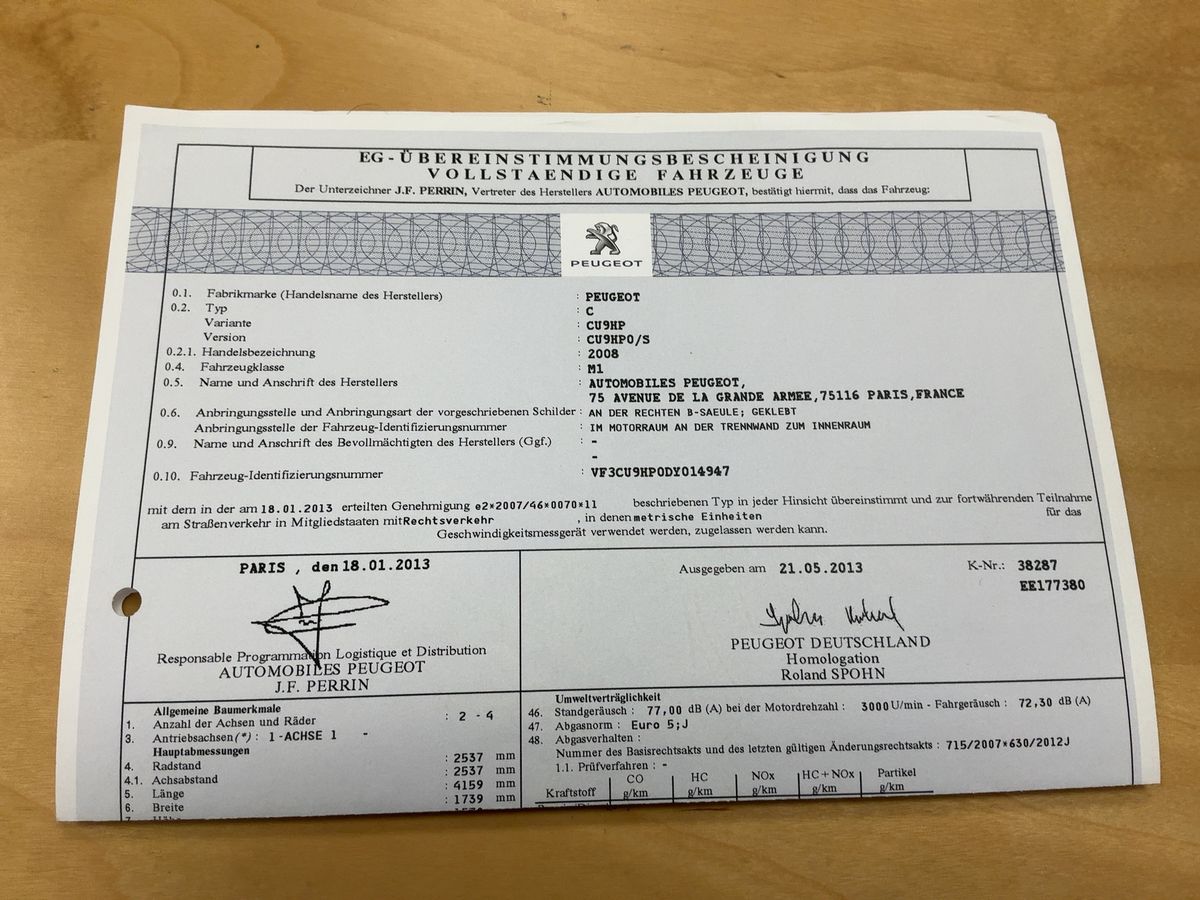 EG-ÜBEREINSTIMMUNGSBESCHEINIGUNG
VOLLSTAENDIGE FAHRZEUGE
Der Unterzeichner J.F. PERRIN, Vertreter des Herstellers AUTOMOBILES PEUGEOT, bestätigt hiermit, dass das Fahrzeug:
PEUGEOT
0.1. Fabrikmarke (Handelsname des Herstellers) : PEUGEOT
0.2. Typ : C
Variante : CU9HP
Version : CU9HP0/S
0.2.1. Handelsbezeichnung : 2008
0.4. Fahrzeugklasse : M1
0.5. Name und Anschrift des Herstellers : AUTOMOBILES PEUGEOT,
75 AVENUE DE LA GRANDE ARMEE,75116 PARIS,FRANCE
0.6. Anbringungsstelle und Anbringungsart der vorgeschriebenen Schilder : AN DER RECHTEN B-SAEULE; GEKLEBT
Anbringungsstelle der Fahrzeug-Identifizierungsnummer : IM MOTORRAUM AN DER TRENNWAND ZUM INNENRAUM
0.9. Name und Anschrift des Bevollmächtigten des Herstellers (Ggf.) : -
-
0.10. Fahrzeug-Identifizierungsnummer : VF3CU9HP0DY014947
mit dem in der am 18.01.2013 erteilten Genehmigung e2*2007/46*0070*11 beschriebenen Typ in jeder Hinsicht übereinstimmt und zur fortwährenden Teilnahme
am Straßenverkehr in Mitgliedstaaten mit Rechtsverkehr , in denen metrische Einheiten für das
Geschwindigkeitsmessgerät verwendet werden, zugelassen werden kann.
PARIS , den 18.01.2013
Responsable Programmation Logistique et Distribution
AUTOMOBILES PEUGEOT
J.F. PERRIN
Ausgegeben am 21.05.2013 K-Nr.: 38287
EE177380
PEUGEOT DEUTSCHLAND
Homologation
Roland SPOHN
Allgemeine Baumerkmale
1. Anzahl der Achsen und Räder : 2 - 4
3. Antriebsachsen(*) : 1 -ACHSE 1 -
Hauptabmessungen
4. Radstand : 2537 mm
4.1. Achsabstand : 2537 mm
5. Länge : 4159 mm
6. Breite : 1739 mm
7.
Umweltverträglichkeit
46. Standgeräusch : 77,00 dB (A) bei der Motordrehzahl : 3000 U/min - Fahrgeräusch : 72,30 dB (A)
47. Abgasnorm : Euro 5;J
48. Abgasverhalten :
Nummer des Basisrechtsakts und des letzten gültigen Änderungsrechtsakts : 715/2007*630/2012J
1.1. Prüfverfahren : -
Kraftstoff CO g/km HC g/km NOx g/km HC+NOx g/km Partikel g/km